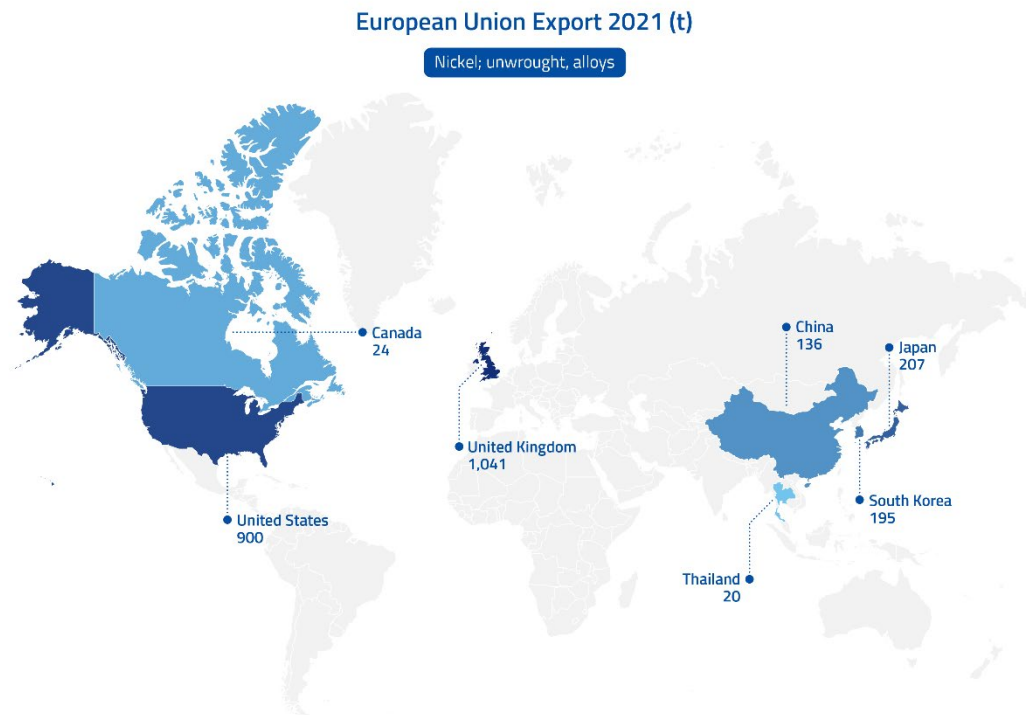 European Union Export 2021 (t)
Nickel; unwrought, alloys
Canada
24
China
136
Japan
207
United Kingdom
1,041
United States
900
South Korea
195
Thailand
20